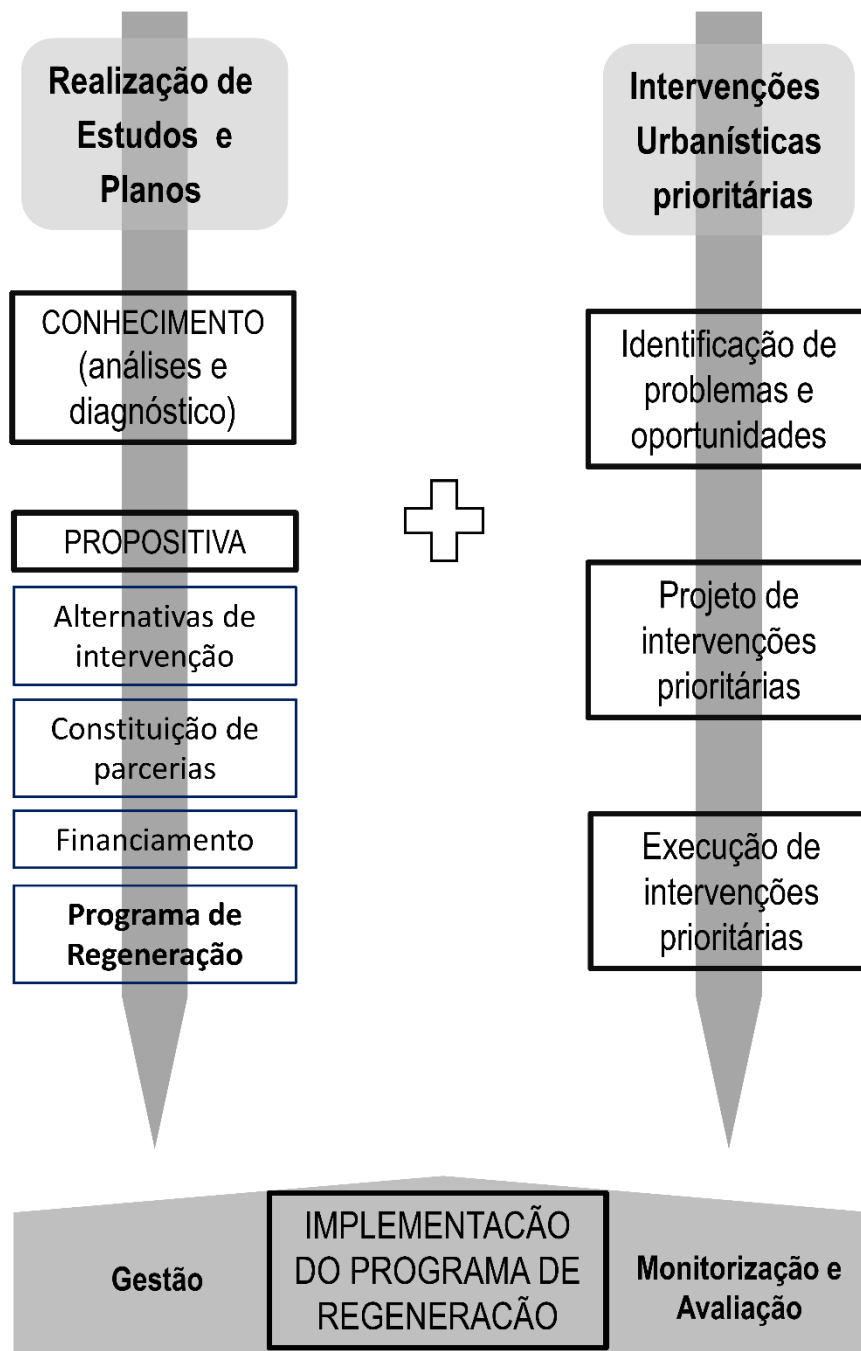 Realização de
Estudos e
Planos
CONHECIMENTO
(análises e
diagnóstico)
PROPOSITIVA
Alternativas de
intervenção
Constituição de
parcerias
Financiamento
Programa de
Regeneração
Intervenções
Urbanísticas
prioritárias
Identificação de
problemas e
oportunidades
Projeto de
intervenções
prioritárias
Execução de
intervenções
prioritárias
Gestão
IMPLEMENTACÃO
DO PROGRAMA DE
REGENERACÃO
Monitorização e
Avaliação